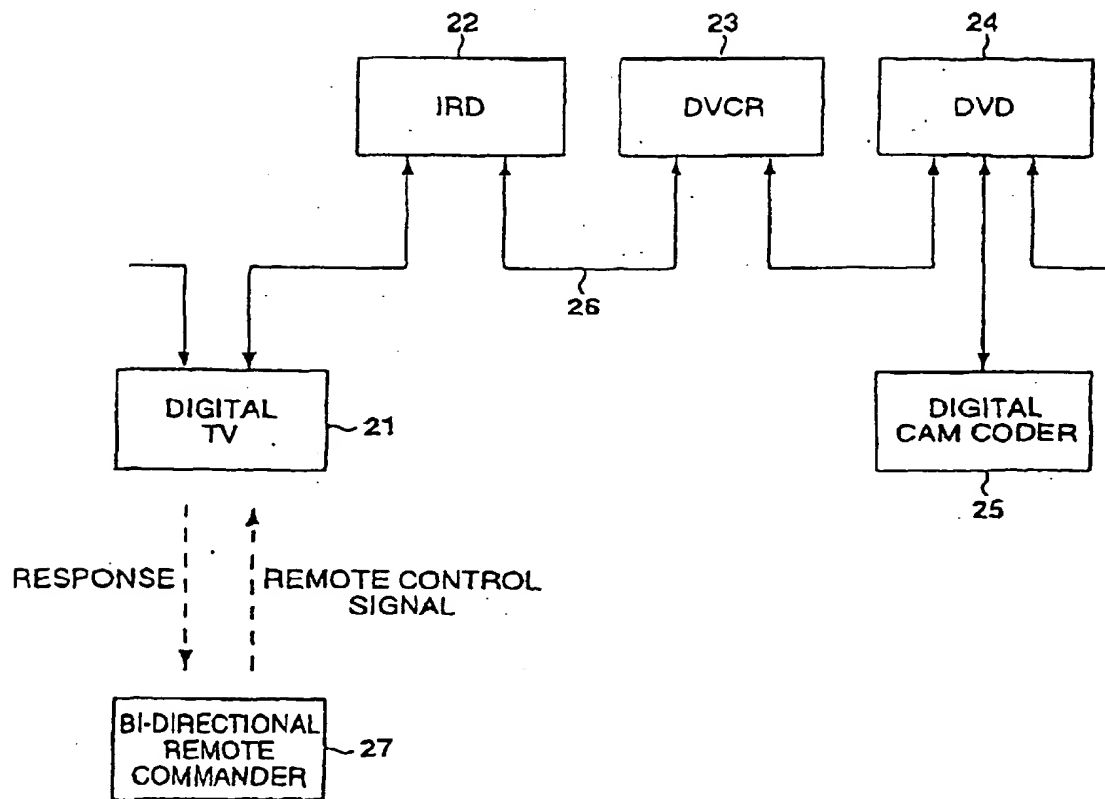 22
23
24
IRD
DVCR
DVD
26
DIGITAL
TV
21
DIGITAL
CAM CODER
25
RESPONSE
REMOTE CONTROL
SIGNAL
BI-DIRECTIONAL
REMOTE
COMMANDER
27